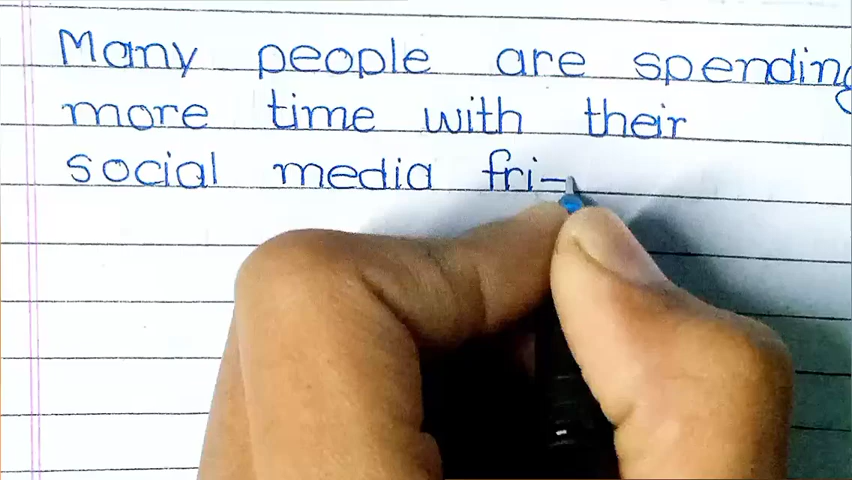 Many people are spending
more time with their
social media fri-